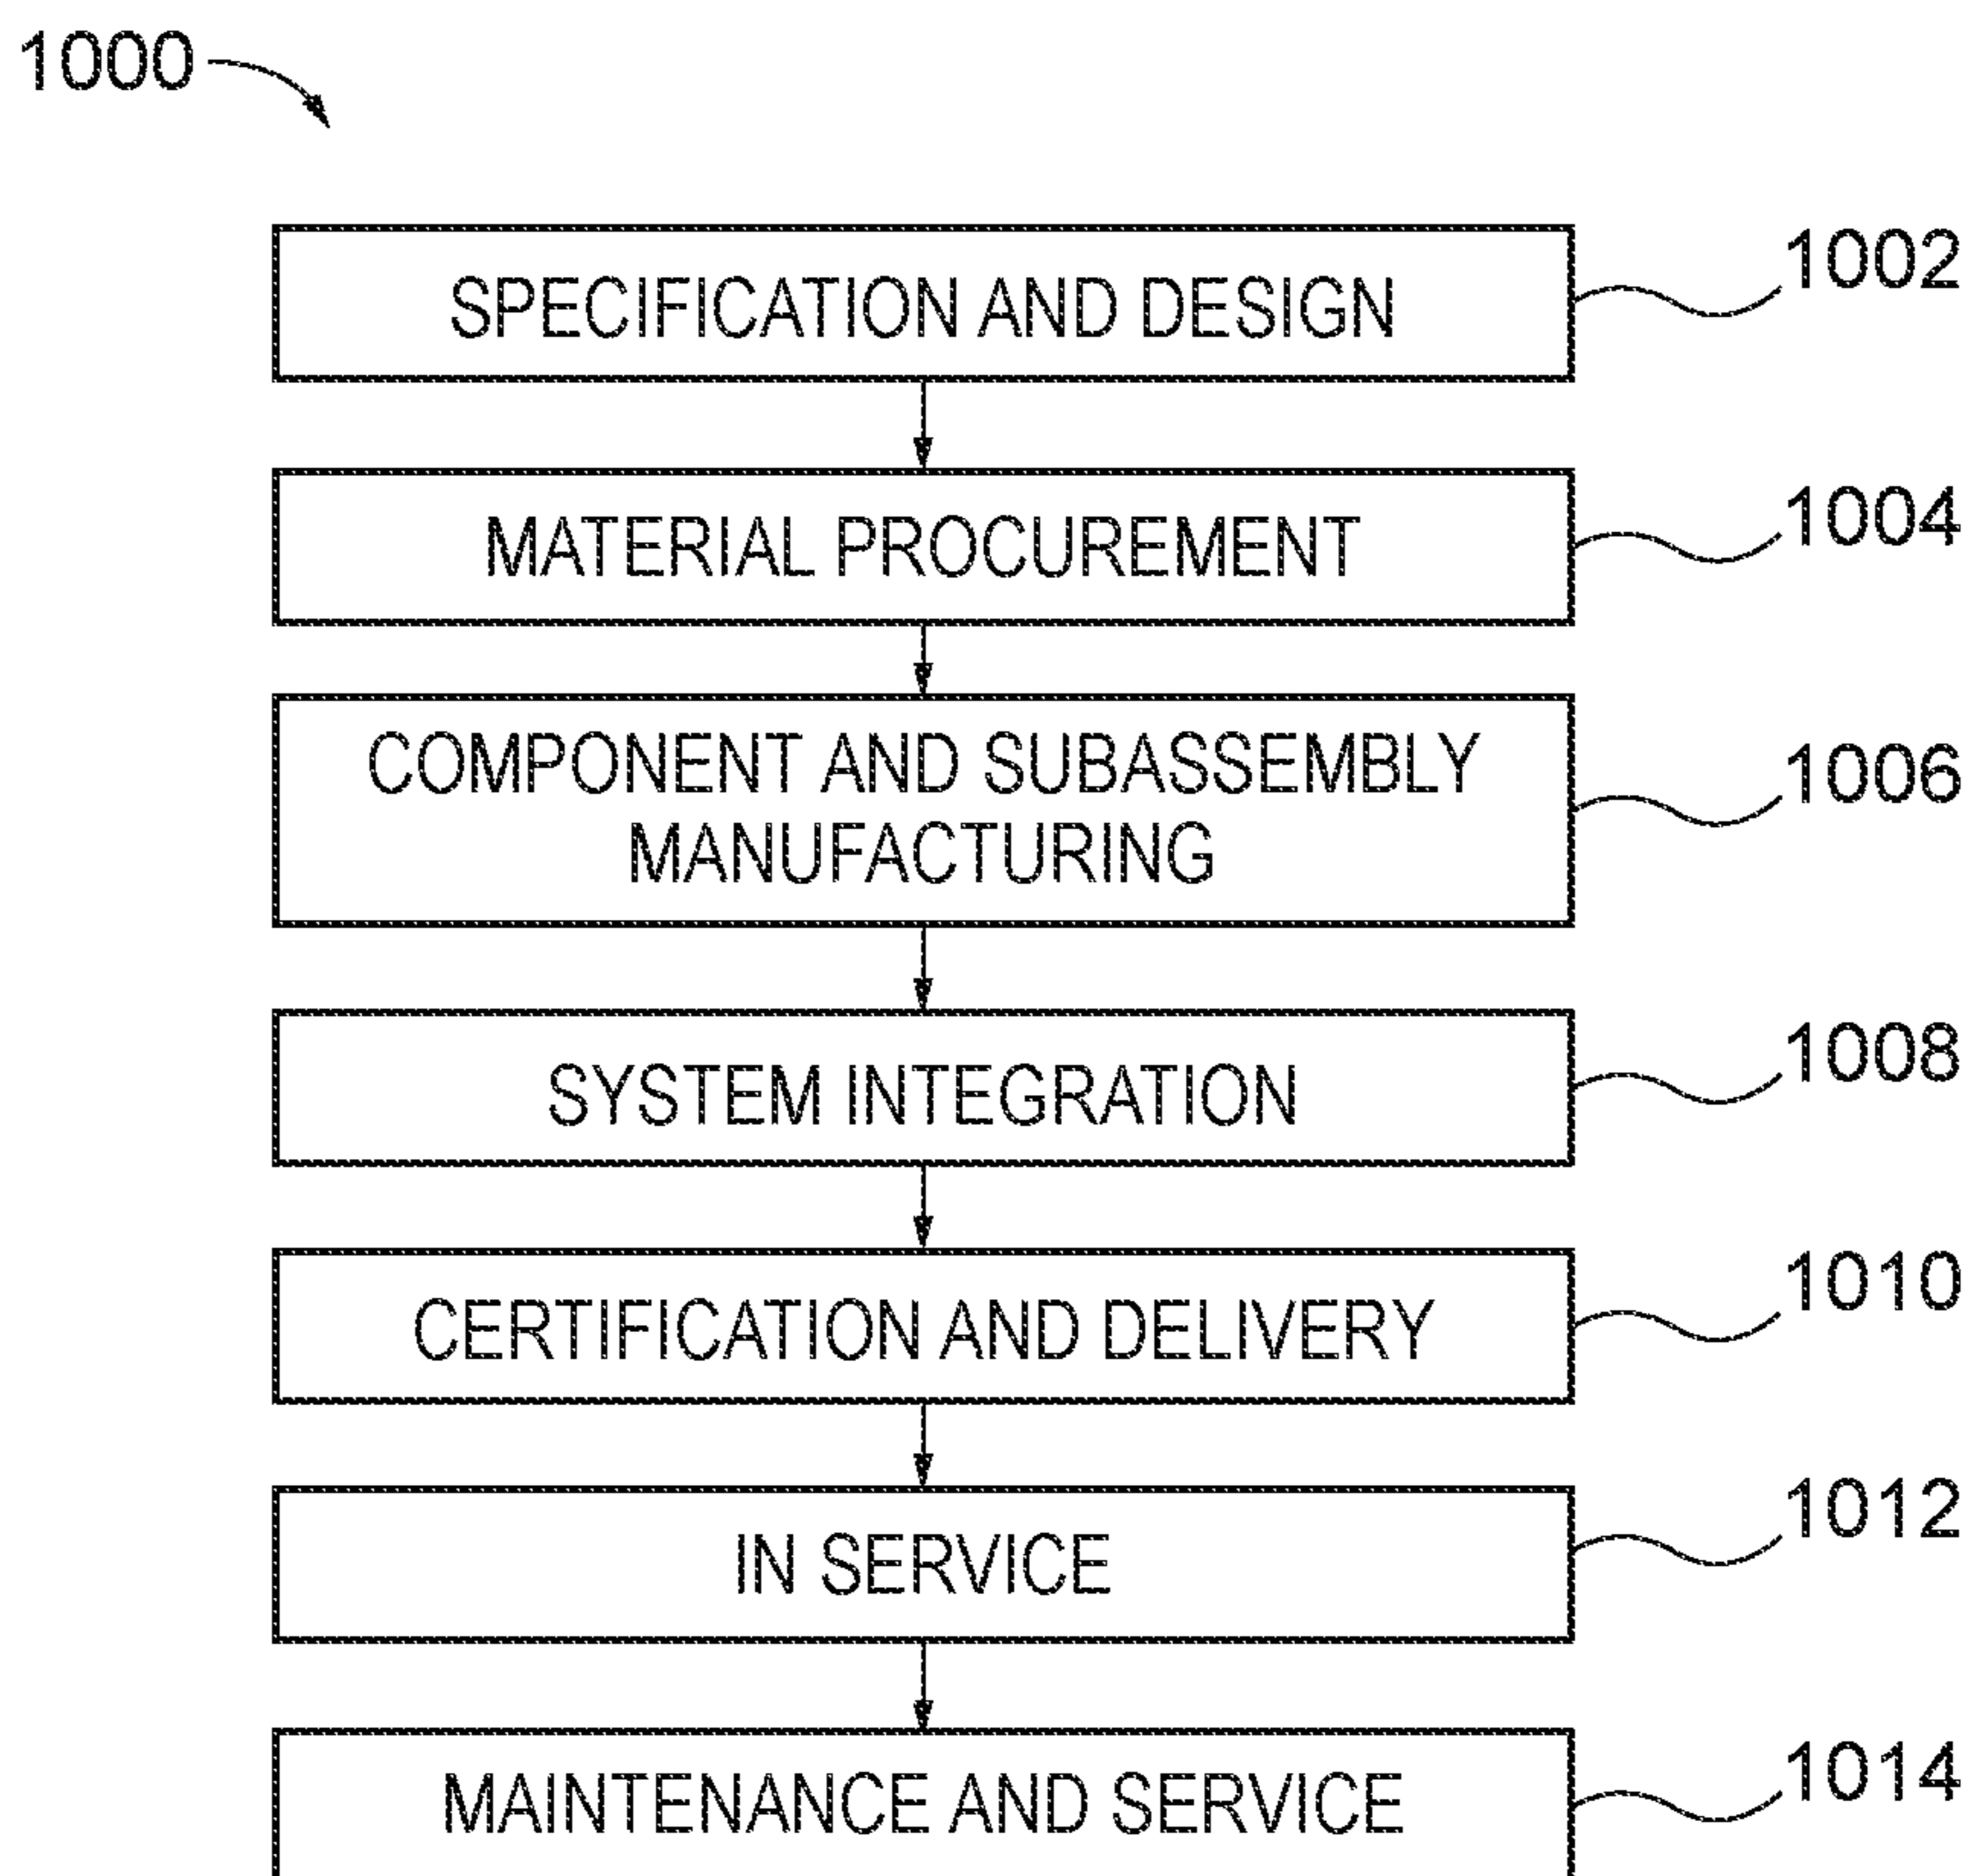 1000
SPECIFICATION AND DESIGN
1002
MATERIAL PROCUREMENT
1004
COMPONENT AND SUBASSEMBLY
MANUFACTURING
1006
SYSTEM INTEGRATION
1008
CERTIFICATION AND DELIVERY
1010
IN SERVICE
1012
MAINTENANCE AND SERVICE
1014